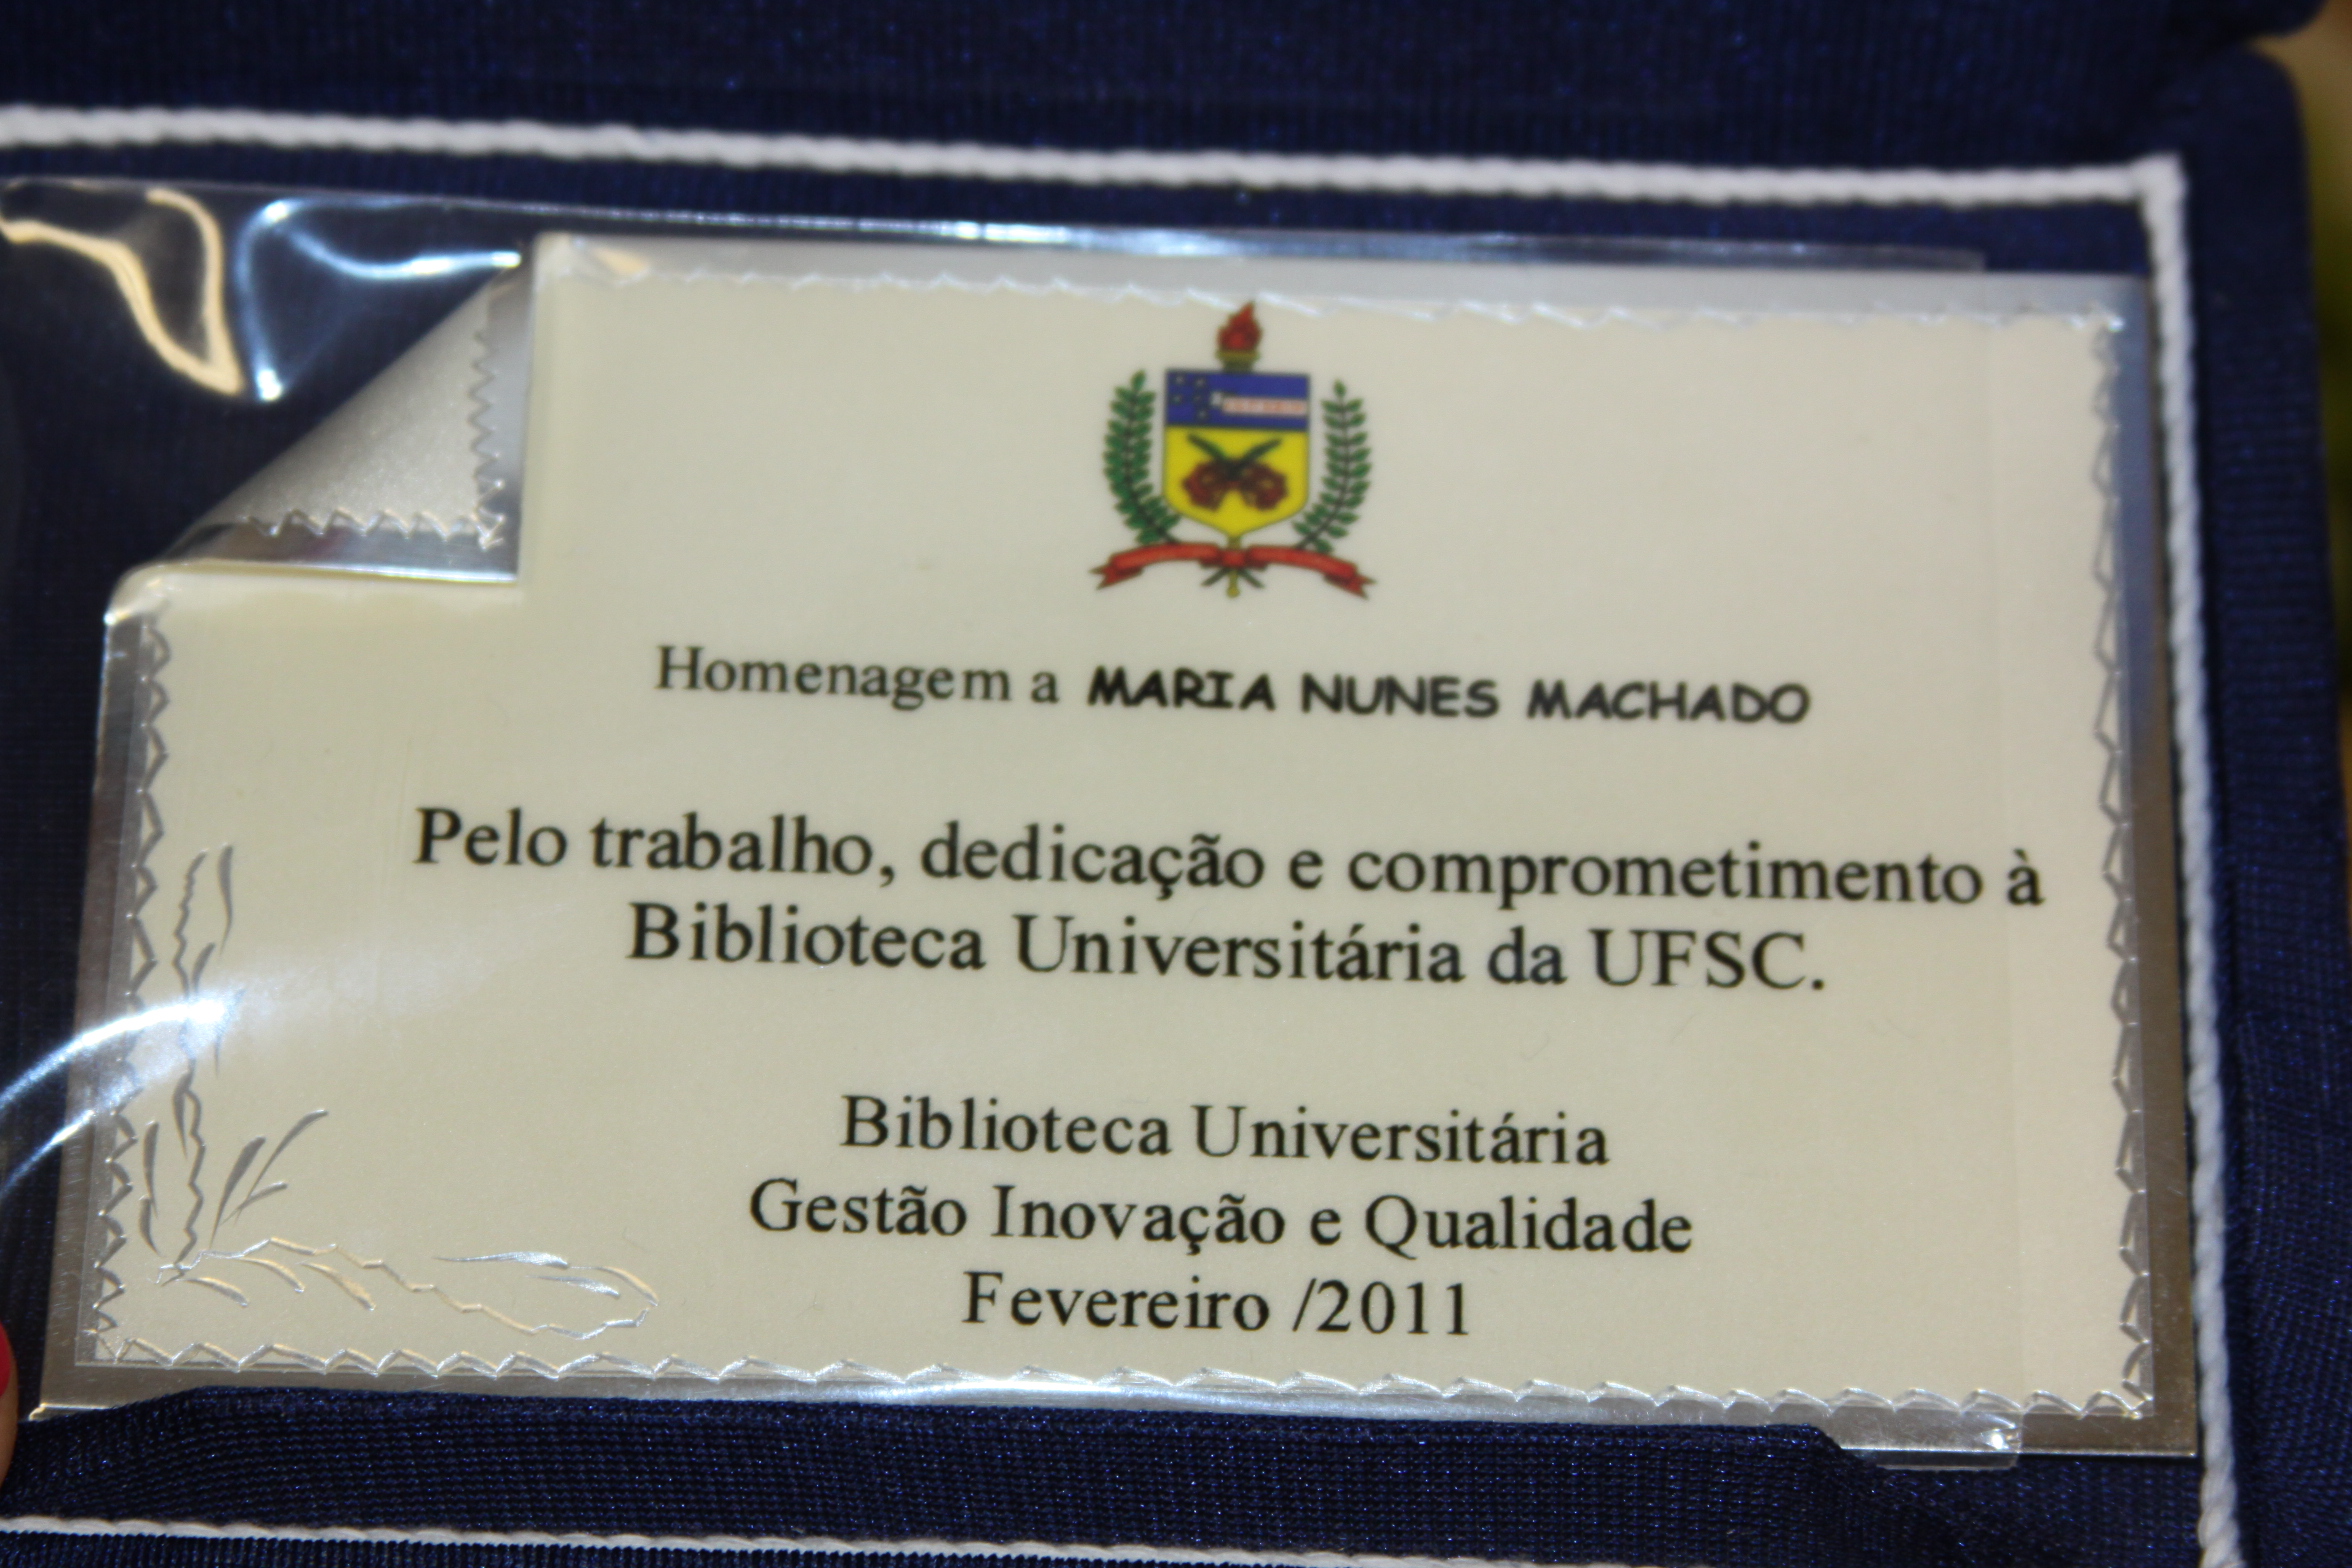 Homenagem a MARIA NUNES MACHADO
Pelo trabalho, dedicação e comprometimento à
Biblioteca Universitária da UFSC.
Biblioteca Universitária
Gestão Inovação e Qualidade
Fevereiro /2011